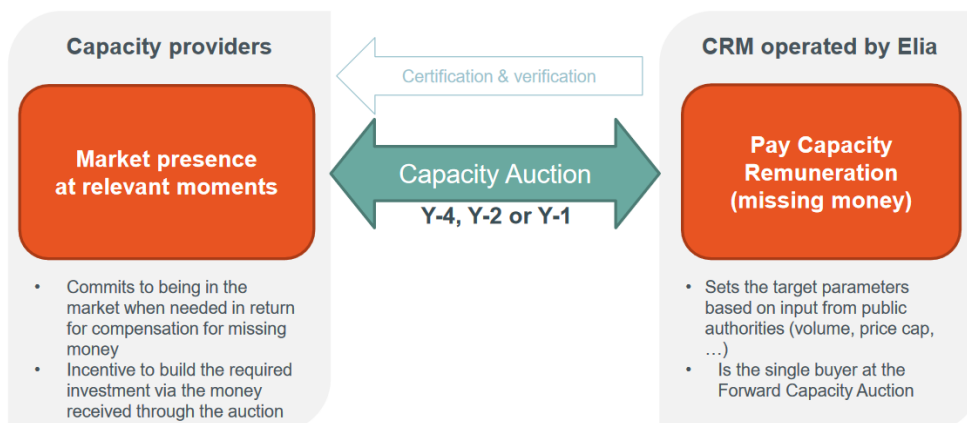 Capacity providers
Market presence
at relevant moments
• Commits to being in the
market when needed in return
for compensation for missing
money
• Incentive to build the required
investment via the money
received through the auction
Certification & verification
Capacity Auction
Y-4, Y-2 or Y-1
CRM operated by Elia
Pay Capacity
Remuneration
(missing money)
• Sets the target parameters
based on input from public
authorities (volume, price cap,
…)
• Is the single buyer at the
Forward Capacity Auction